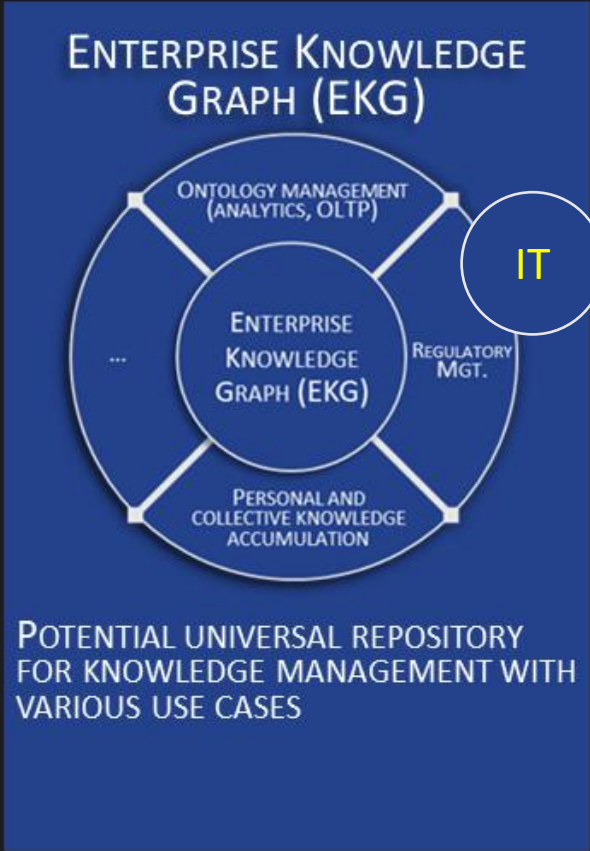 ENTERPRISE KNOWLEDGE
GRAPH (EKG)
ONTOLOGY MANAGEMENT
(ANALYTICS, OLTP)
IT
ENTERPRISE
KNOWLEDGE
GRAPH (EKG)
...
REGULATORY
MGT.
PERSONAL AND
COLLECTIVE KNOWLEDGE
ACCUMULATION
POTENTIAL UNIVERSAL REPOSITORY
FOR KNOWLEDGE MANAGEMENT WITH
VARIOUS USE CASES